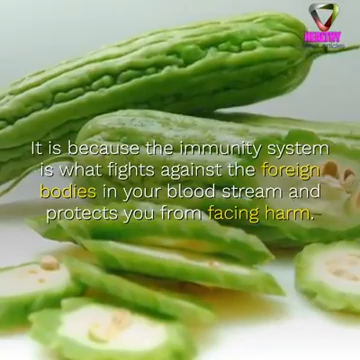 HEALTHY
It is because the immunity system
is what fights against the foreign
bodies in your blood stream and
protects you from facing harm.